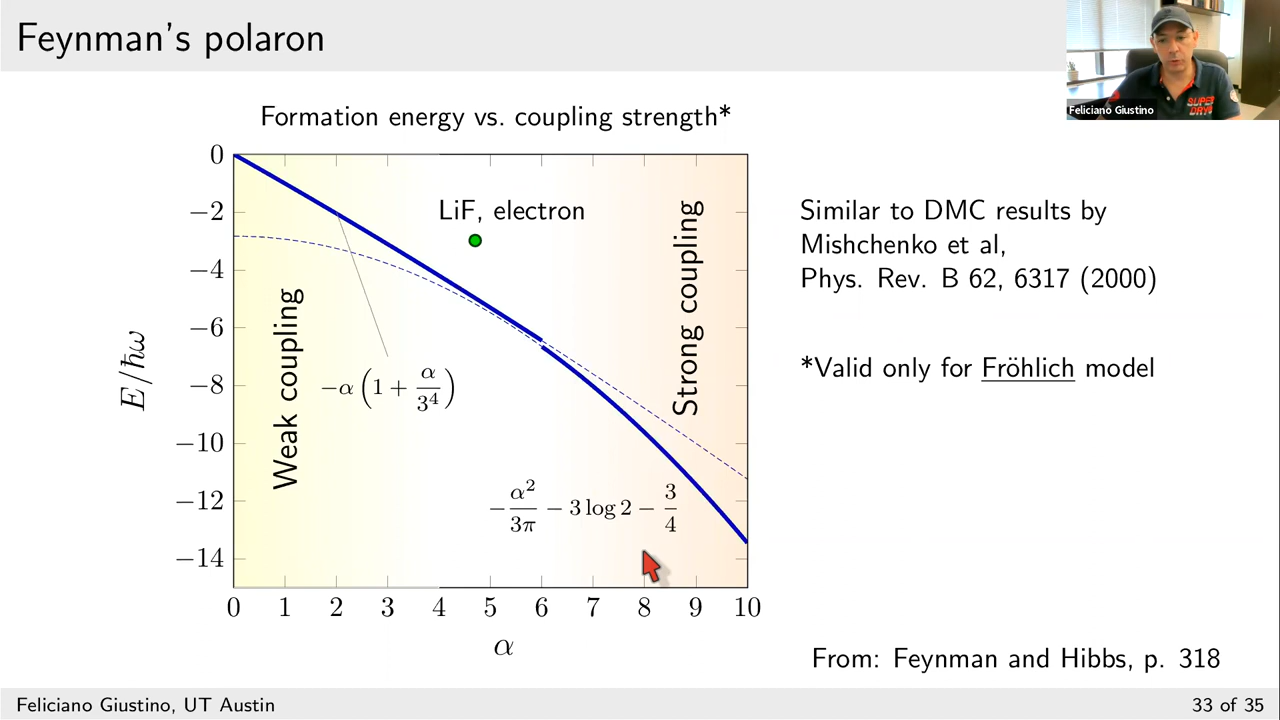 Feynman's polaron
Feliciano Giustino
SUPER
DRY
Formation energy vs. coupling strength*
E/ħω
0
−2
−4
−6
−8
−10
−12
−14
LiF, electron
Weak coupling
Strong coupling
−α(1 + α/3⁴)
−α²/3π − 3 log 2 − 3/4
0 1 2 3 4 5 6 7 8 9 10
α
Similar to DMC results by
Mishchenko et al,
Phys. Rev. B 62, 6317 (2000)
*Valid only for Fröhlich model
From: Feynman and Hibbs, p. 318
Feliciano Giustino, UT Austin
33 of 35